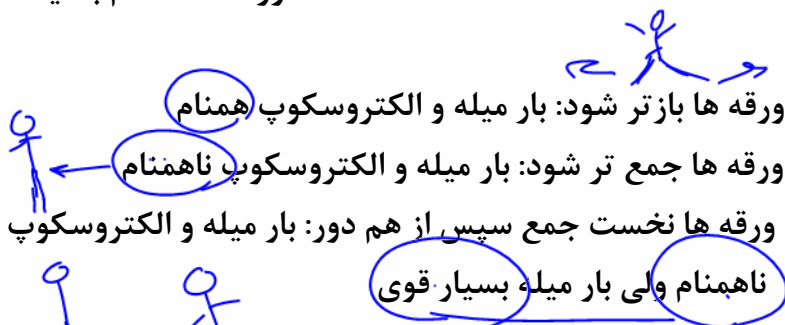 ورقه ها بازتر شود: بار میله و الکتروسکوپ همنام
ورقه ها جمع تر شود: بار میله و الکتروسکوپ ناهمنام
ورقه ها نخست جمع سپس از هم دور: بار میله و الکتروسکوپ
ناهمنام ولی بار میله بسیار قوی